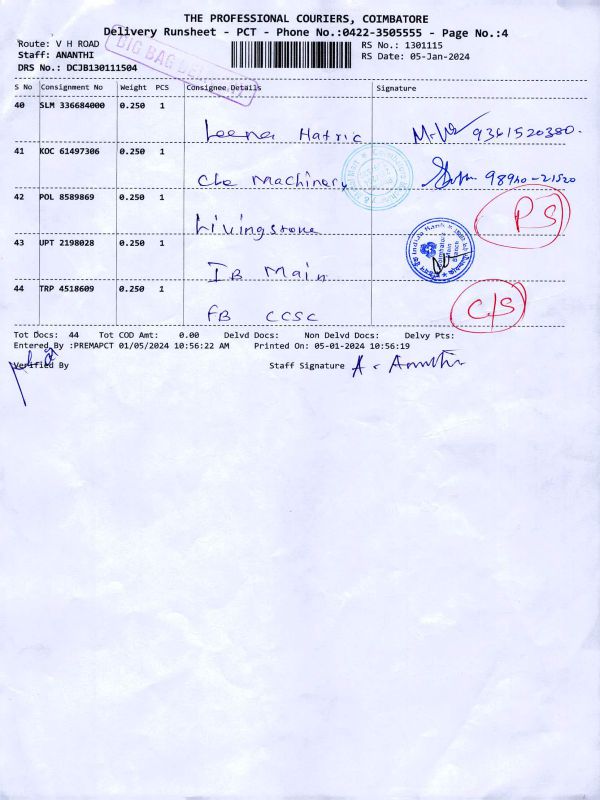 THE PROFESSIONAL COURIERS, COIMBATORE
Delivery Runsheet - PCT - Phone No.:0422-3505555 - Page No.:4
Route: V H ROAD RS No.: 1301115
Staff: ANANTHI RS Date: 05-Jan-2024
DRS No.: DCJB130111504
BIG BAG
S No Consignment No Weight PCS Consignee Details Signature
40 SLM 336684000 0.250 1
Leena Hatric 9361520380.
41 KOC 61497306 0.250 1
Cle Machinery
42 POL 8589869 0.250 1
Livingstone PS
43 UPT 2198028 0.250 1
IB Main
44 TRP 4518609 0.250 1
FB CCSC C/S
Tot Docs: 44 Tot COD Amt: 0.00 Delvd Docs: Non Delvd Docs: Delvy Pts:
Entered By :PREMAPCT 01/05/2024 10:56:22 AM Printed On: 05-01-2024 10:56:19
Verified By Staff Signature A. Ananthi